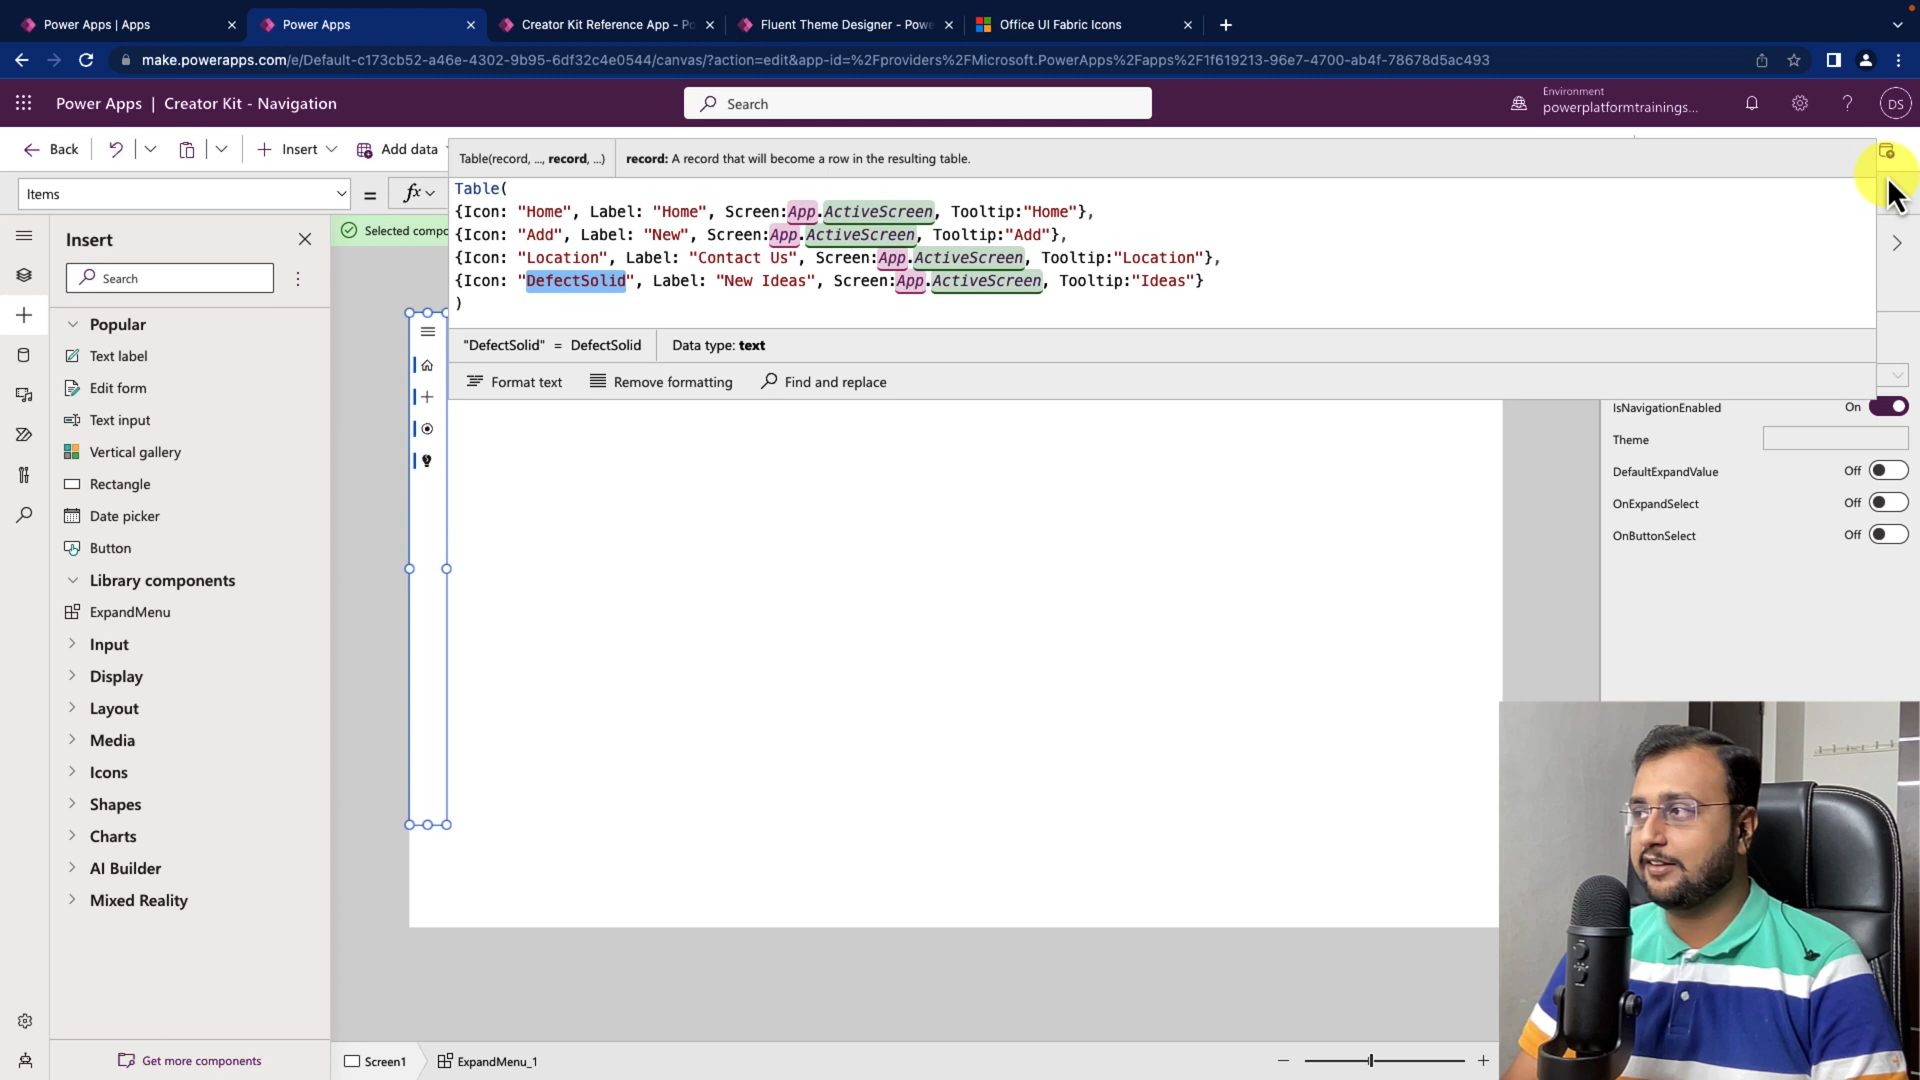 Power Apps | Apps
Power Apps
Creator Kit Reference App - Po
Fluent Theme Designer - Powe
Office UI Fabric Icons
make.powerapps.com/e/Default-c173cb52-a46e-4302-9b95-6df32c4e0544/canvas/?action=edit&app-id=%2Fproviders%2FMicrosoft.PowerApps%2Fapps%2F1f619213-96e7-4700-ab4f-78678d5ac493
Power Apps | Creator Kit - Navigation
Search
Environment
powerplatformtrainings...
DS
Back
Insert
Add data
Table(record, ..., record, ...)
record: A record that will become a row in the resulting table.
Items
=
fx
Table(
{Icon: "Home", Label: "Home", Screen:App.ActiveScreen, Tooltip:"Home"},
{Icon: "Add", Label: "New", Screen:App.ActiveScreen, Tooltip:"Add"},
{Icon: "Location", Label: "Contact Us", Screen:App.ActiveScreen, Tooltip:"Location"},
{Icon: "DefectSolid", Label: "New Ideas", Screen:App.ActiveScreen, Tooltip:"Ideas"}
)
Selected compo
"DefectSolid" = DefectSolid
Data type: text
Format text
Remove formatting
Find and replace
Insert
Search
Popular
Text label
Edit form
Text input
Vertical gallery
Rectangle
Date picker
Button
Library components
ExpandMenu
Input
Display
Layout
Media
Icons
Shapes
Charts
AI Builder
Mixed Reality
Get more components
IsNavigationEnabled
On
Theme
DefaultExpandValue
Off
OnExpandSelect
Off
OnButtonSelect
Off
Screen1
ExpandMenu_1